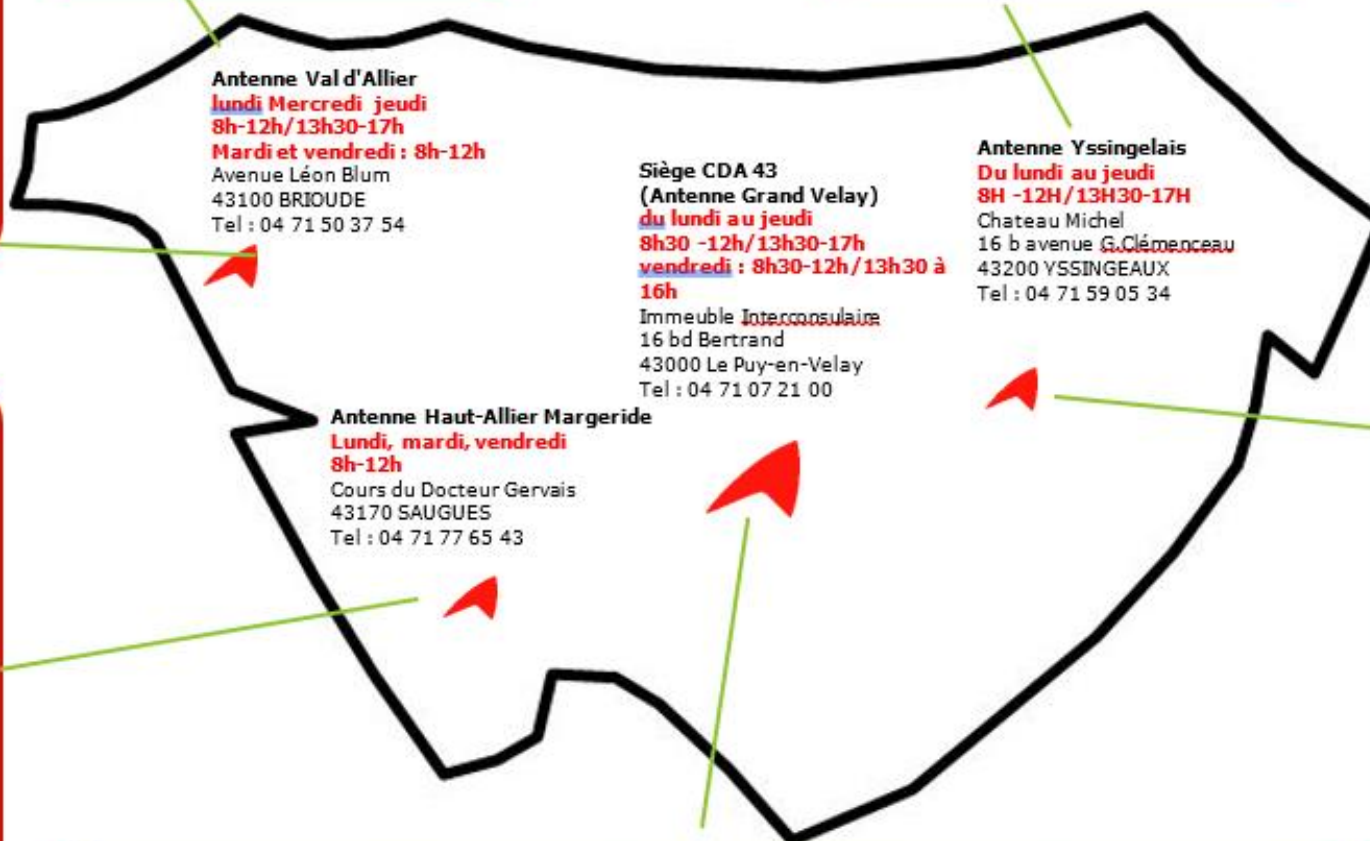 Antenne Val d'Allier
lundi Mercredi jeudi
8h-12h/13h30-17h
Mardi et vendredi : 8h-12h
Avenue Léon Blum
43100 BRIOUDE
Tel : 04 71 50 37 54
Siège CDA 43
(Antenne Grand Velay)
du lundi au jeudi
8h30 -12h/13h30-17h
vendredi : 8h30-12h/13h30 à
16h
Immeuble Interconsulaire
16 bd Bertrand
43000 Le Puy-en-Velay
Tel : 04 71 07 21 00
Antenne Yssingelais
Du lundi au jeudi
8H -12H/13H30-17H
Chateau Michel
16 b avenue G.Clémenceau
43200 YSSINGEAUX
Tel : 04 71 59 05 34
Antenne Haut-Allier Margeride
Lundi, mardi, vendredi
8h-12h
Cours du Docteur Gervais
43170 SAUGUES
Tel : 04 71 77 65 43